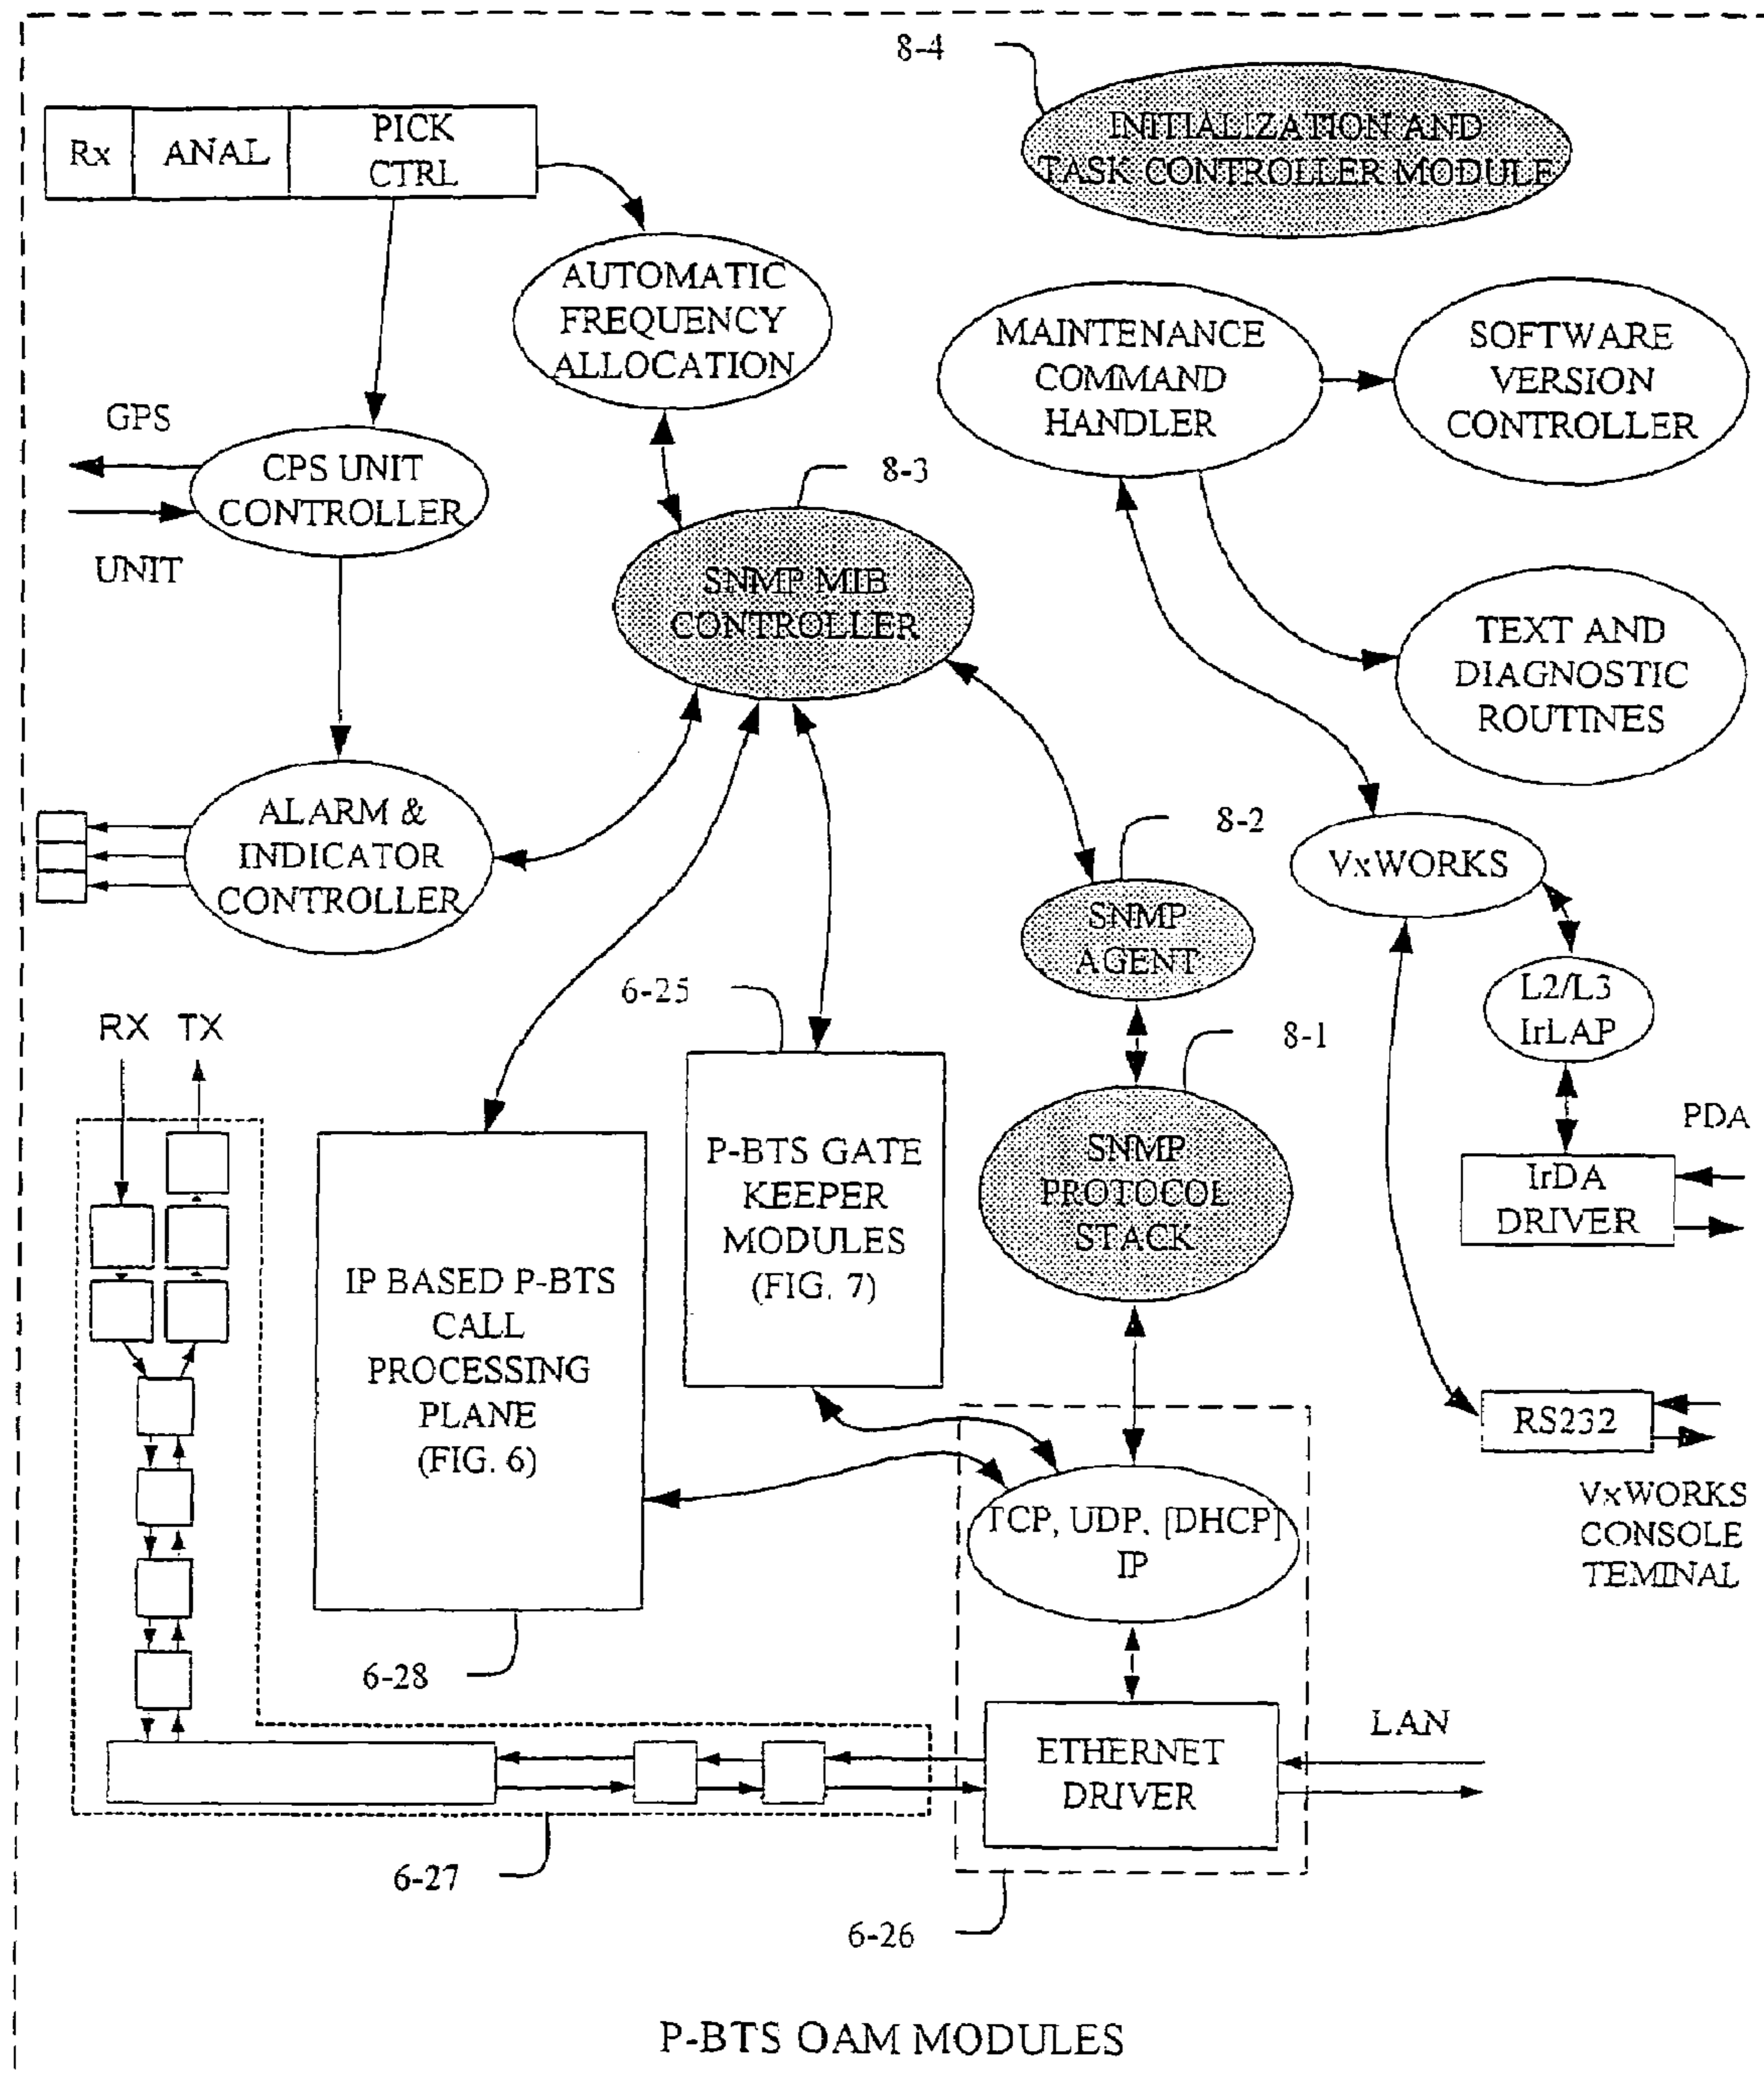 8-4
INITIALIZATION AND
TASK CONTROLLER MODULE
Rx
ANAL
PICK
CTRL
AUTOMATIC
FREQUENCY
ALLOCATION
MAINTENANCE
COMMAND
HANDLER
SOFTWARE
VERSION
CONTROLLER
GPS
CPS UNIT
CONTROLLER
UNIT
8-3
SNMP MIB
CONTROLLER
TEXT AND
DIAGNOSTIC
ROUTINES
ALARM &
INDICATOR
CONTROLLER
8-2
VxWORKS
SNMP
AGENT
L2/L3
IrLAP
6-25
RX
TX
8-1
PDA
P-BTS GATE
KEEPER
MODULES
(FIG. 7)
SNMP
PROTOCOL
STACK
IrDA
DRIVER
IP BASED P-BTS
CALL
PROCESSING
PLANE
(FIG. 6)
RS232
VxWORKS
CONSOLE
TEMINAL
TCP, UDP, [DHCP]
IP
6-28
ETHERNET
DRIVER
LAN
6-27
6-26
P-BTS OAM MODULES